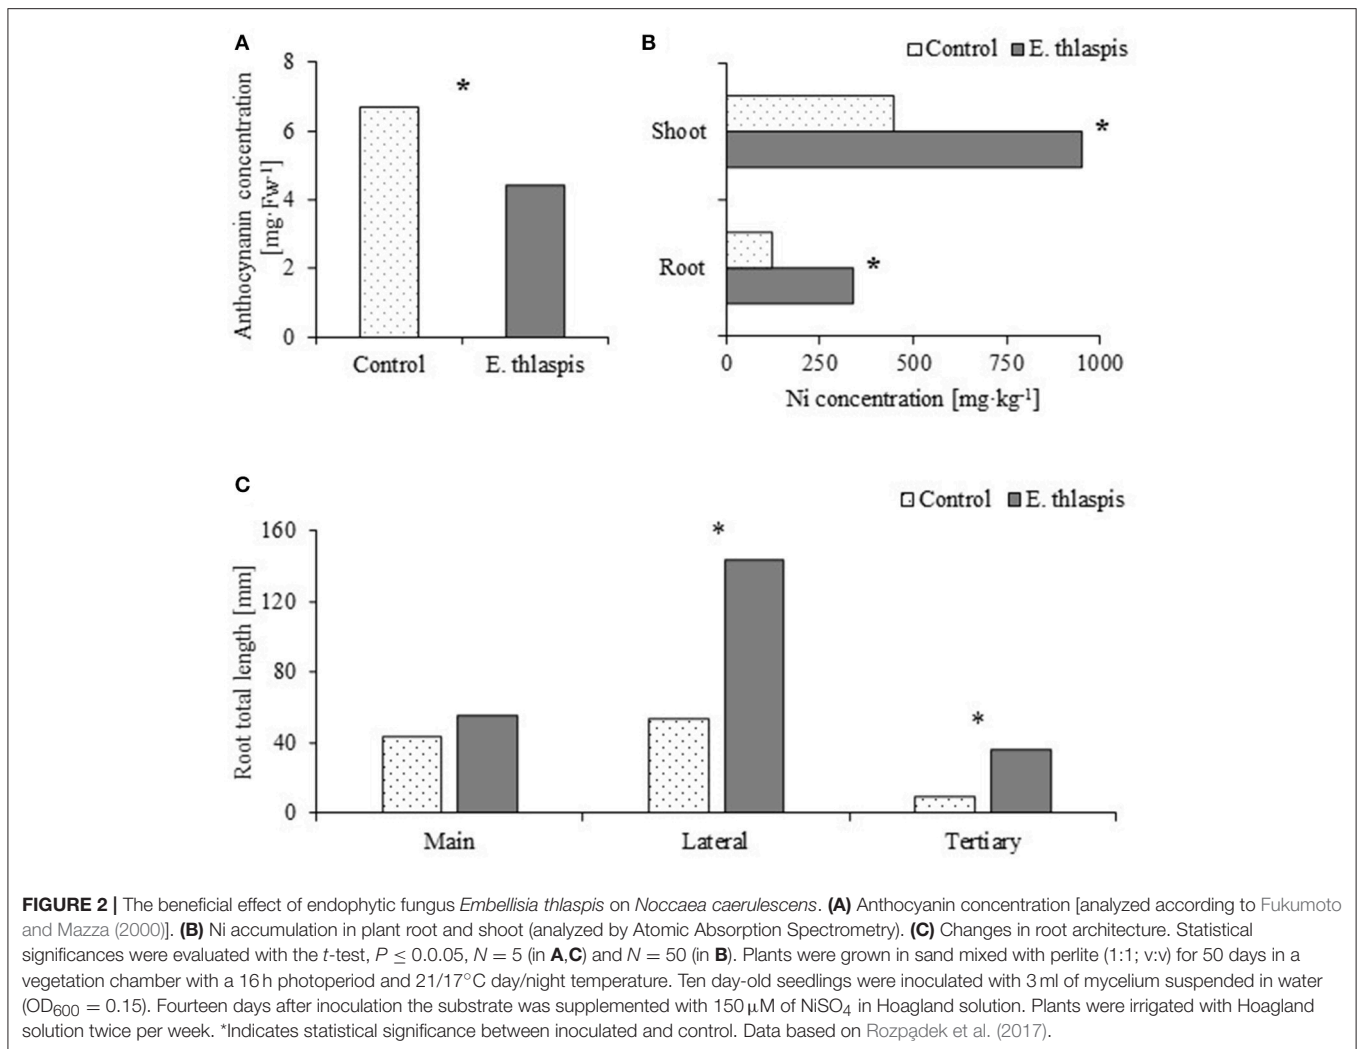 A
Anthocynanin concentration
[mg·Fw⁻¹]
8
6
4
2
0
*
Control
E. thlaspis
B
Control E. thlaspis
Shoot
*
Root
*
0 250 500 750 1000
Ni concentration [mg·kg⁻¹]
C
Control E. thlaspis
Root total length [mm]
160
120
80
40
0
*
*
Main Lateral Tertiary
FIGURE 2 | The beneficial effect of endophytic fungus Embellisia thlaspis on Noccaea caerulescens. (A) Anthocyanin concentration [analyzed according to Fukumoto
and Mazza (2000)]. (B) Ni accumulation in plant root and shoot (analyzed by Atomic Absorption Spectrometry). (C) Changes in root architecture. Statistical
significances were evaluated with the t-test, P ≤ 0.0.05, N = 5 (in A,C) and N = 50 (in B). Plants were grown in sand mixed with perlite (1:1; v:v) for 50 days in a
vegetation chamber with a 16 h photoperiod and 21/17°C day/night temperature. Ten day-old seedlings were inoculated with 3 ml of mycelium suspended in water
(OD₆₀₀ = 0.15). Fourteen days after inoculation the substrate was supplemented with 150 μM of NiSO₄ in Hoagland solution. Plants were irrigated with Hoagland
solution twice per week. *Indicates statistical significance between inoculated and control. Data based on Rozpądek et al. (2017).